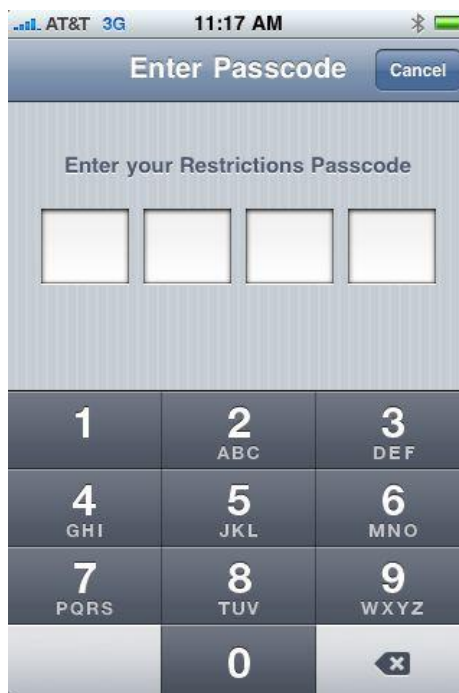 AT&T 3G 11:17 AM
Enter Passcode Cancel
Enter your Restrictions Passcode
1 2 3
ABC DEF
4 5 6
GHI JKL MNO
7 8 9
PQRS TUV WXYZ
0